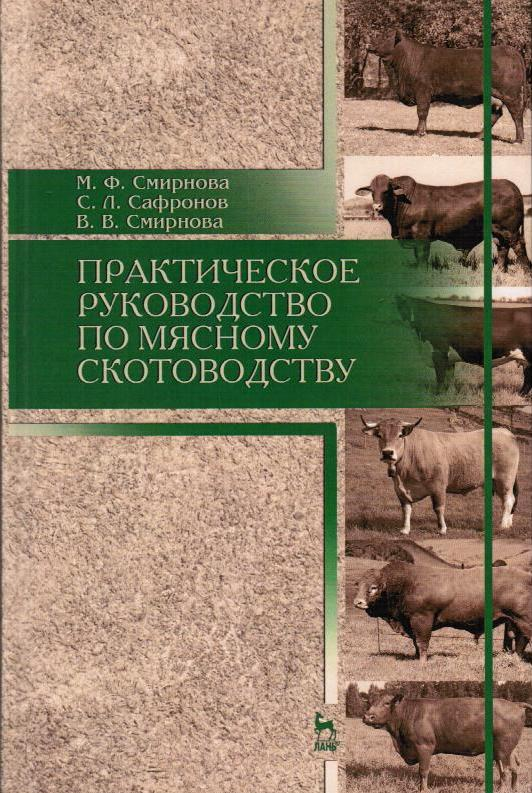 М. Ф. Смирнова
С. Л. Сафронов
В. В. Смирнова
ПРАКТИЧЕСКОЕ
РУКОВОДСТВО
ПО МЯСНОМУ
СКОТОВОДСТВУ
ЛАНЬ®